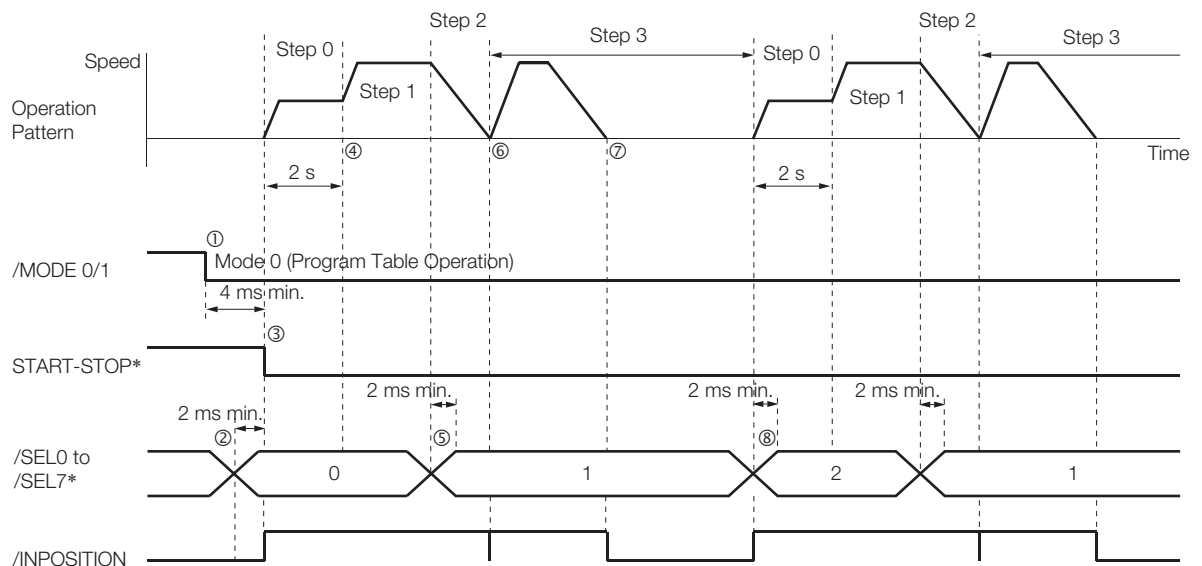 Step 2 Step 2
Step 0 Step 3 Step 0 Step 3
Speed
Step 1 Step 1
Operation
Pattern
④ ⑥ ⑦ Time
2 s 2 s
①
Mode 0 (Program Table Operation)
/MODE 0/1
4 ms min.
③
START-STOP*
2 ms min. 2 ms min. 2 ms min.
2 ms min.
② ⑤ ⑧
/SEL0 to
/SEL7*
0 1 2 1
/INPOSITION